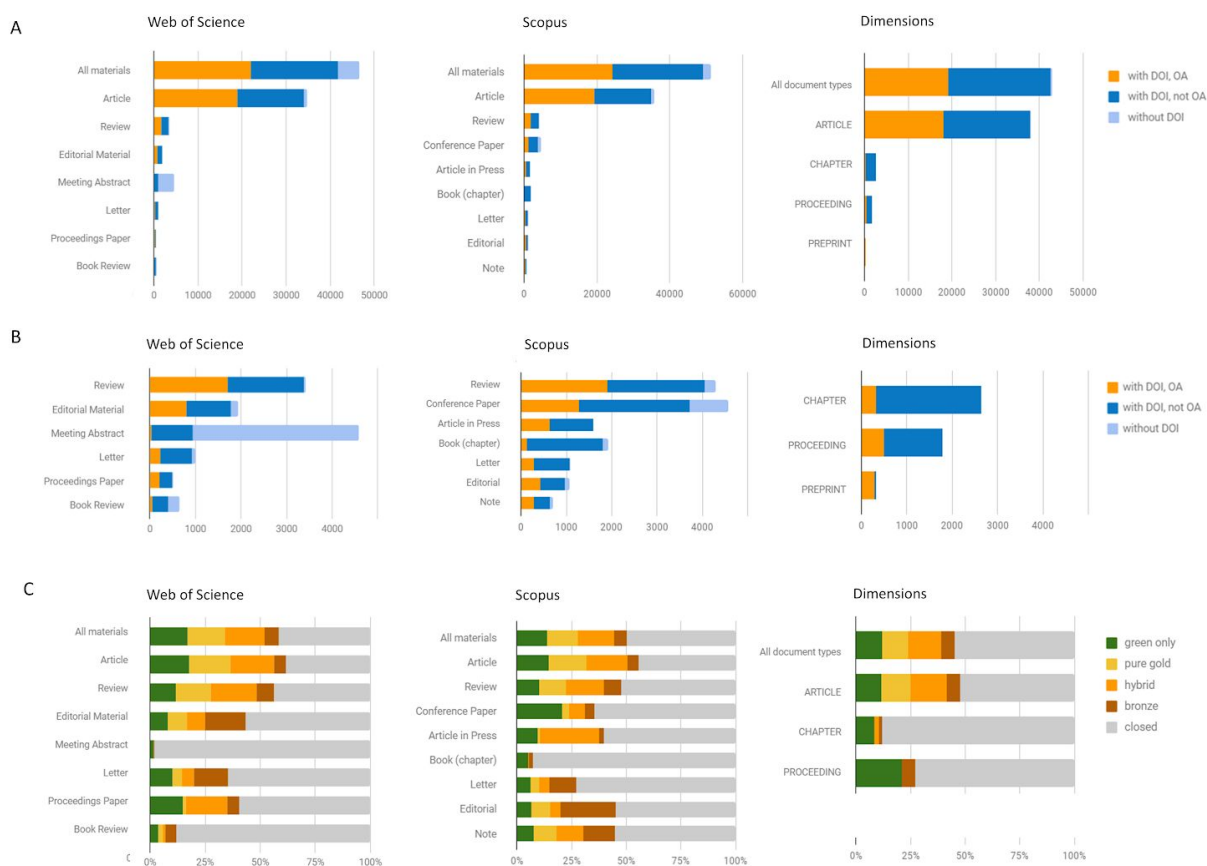 A
Web of Science
All materials
Article
Review
Editorial Material
Meeting Abstract
Letter
Proceedings Paper
Book Review
0 10000 20000 30000 40000 50000
Scopus
All materials
Article
Review
Conference Paper
Article in Press
Book (chapter)
Letter
Editorial
Note
0 20000 40000 60000
Dimensions
All document types
ARTICLE
CHAPTER
PROCEEDING
PREPRINT
0 10000 20000 30000 40000 50000
with DOI, OA
with DOI, not OA
without DOI
B
Web of Science
Review
Editorial Material
Meeting Abstract
Letter
Proceedings Paper
Book Review
0 1000 2000 3000 4000
Scopus
Review
Conference Paper
Article in Press
Book (chapter)
Letter
Editorial
Note
0 1000 2000 3000 4000
Dimensions
CHAPTER
PROCEEDING
PREPRINT
0 1000 2000 3000 4000
with DOI, OA
with DOI, not OA
without DOI
C
Web of Science
All materials
Article
Review
Editorial Material
Meeting Abstract
Letter
Proceedings Paper
Book Review
0% 25% 50% 75% 100%
Scopus
All materials
Article
Review
Conference Paper
Article in Press
Book (chapter)
Letter
Editorial
Note
0% 25% 50% 75% 100%
Dimensions
All document types
ARTICLE
CHAPTER
PROCEEDING
0% 25% 50% 75% 100%
green only
pure gold
hybrid
bronze
closed